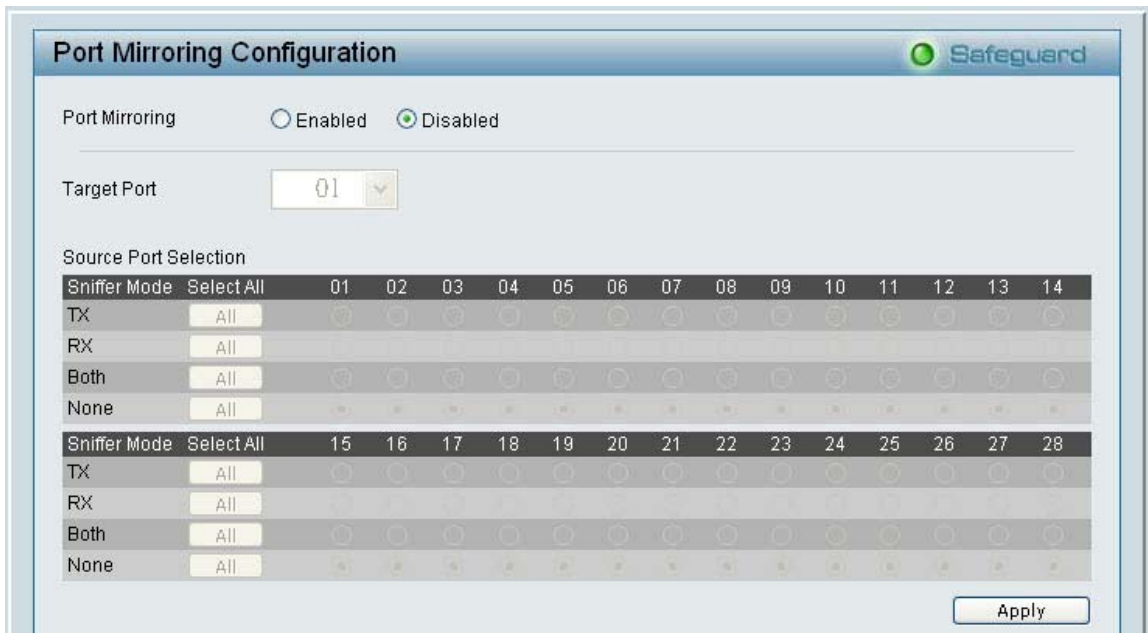 Port Mirroring Configuration Safeguard
Port Mirroring Enabled Disabled
Target Port 01
Source Port Selection
Sniffer Mode Select All 01 02 03 04 05 06 07 08 09 10 11 12 13 14
TX All
RX All
Both All
None All
Sniffer Mode Select All 15 16 17 18 19 20 21 22 23 24 25 26 27 28
TX All
RX All
Both All
None All
Apply